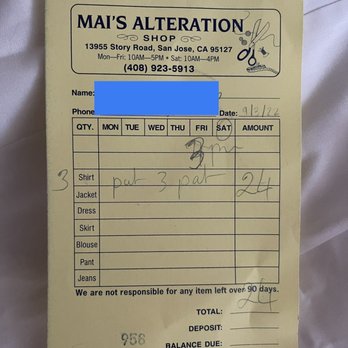 MAI'S ALTERATION
SHOP
13955 Story Road, San Jose, CA 95127
Mon–Fri: 10AM–5PM • Sat: 10AM–4PM
(408) 923-5913
Name:
Phone
Date: 9/3/22
QTY. MON TUE WED THU FRI SAT AMOUNT
3 pm
3 Shirt put 3 pat 24
Jacket
Dress
Skirt
Blouse
Pant
Jeans
We are not responsible for any item left over 90 days.
TOTAL: 24
DEPOSIT:
BALANCE DUE:
958